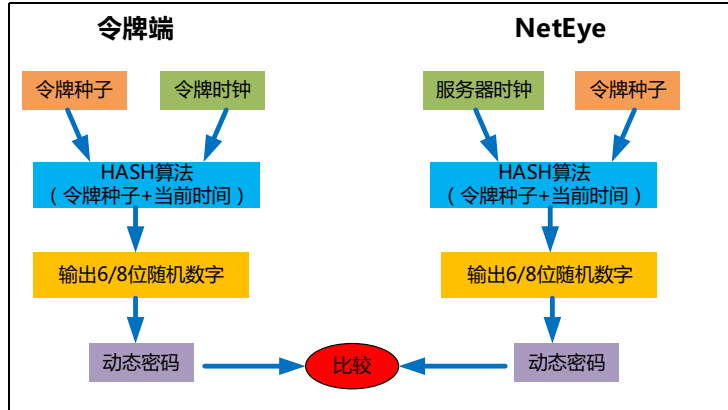 令牌端
NetEye
令牌种子
令牌时钟
服务器时钟
令牌种子
HASH算法
（令牌种子+当前时间）
HASH算法
（令牌种子+当前时间）
输出6/8位随机数字
输出6/8位随机数字
动态密码
比较
动态密码